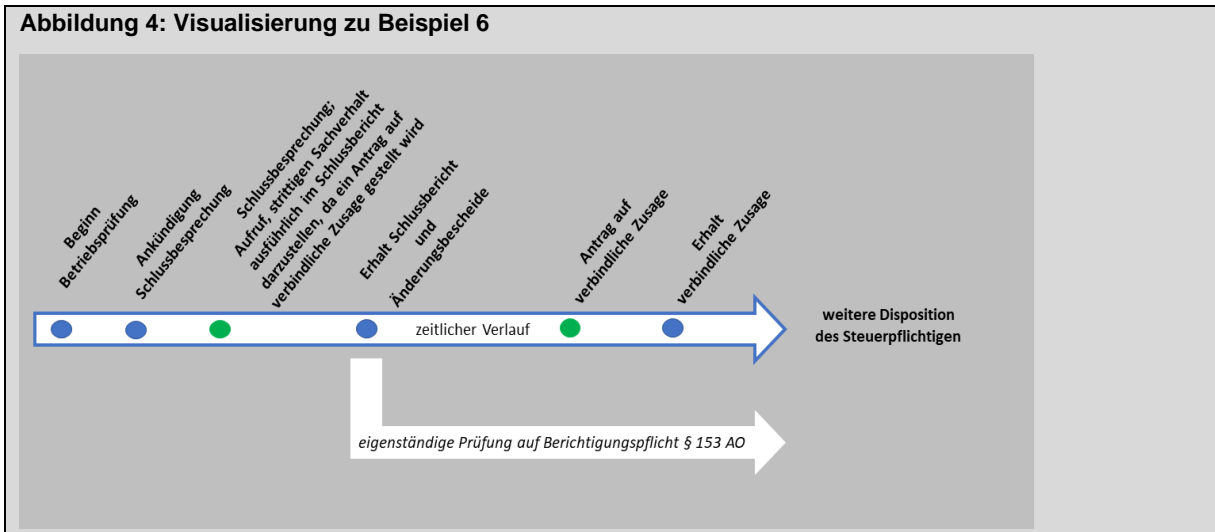 Abbildung 4: Visualisierung zu Beispiel 6
Beginn
Betriebsprüfung
Ankündigung
Schlussbesprechung
Schlussbesprechung;
Aufruf, strittigen Sachverhalt
ausführlich im Schlussbericht
darzustellen, da ein Antrag auf
verbindliche Zusage gestellt wird
Erhalt Schlussbericht
und
Änderungsbescheide
Antrag auf
verbindliche Zusage
Erhalt
verbindliche Zusage
zeitlicher Verlauf
weitere Disposition
des Steuerpflichtigen
eigenständige Prüfung auf Berichtigungspflicht § 153 AO